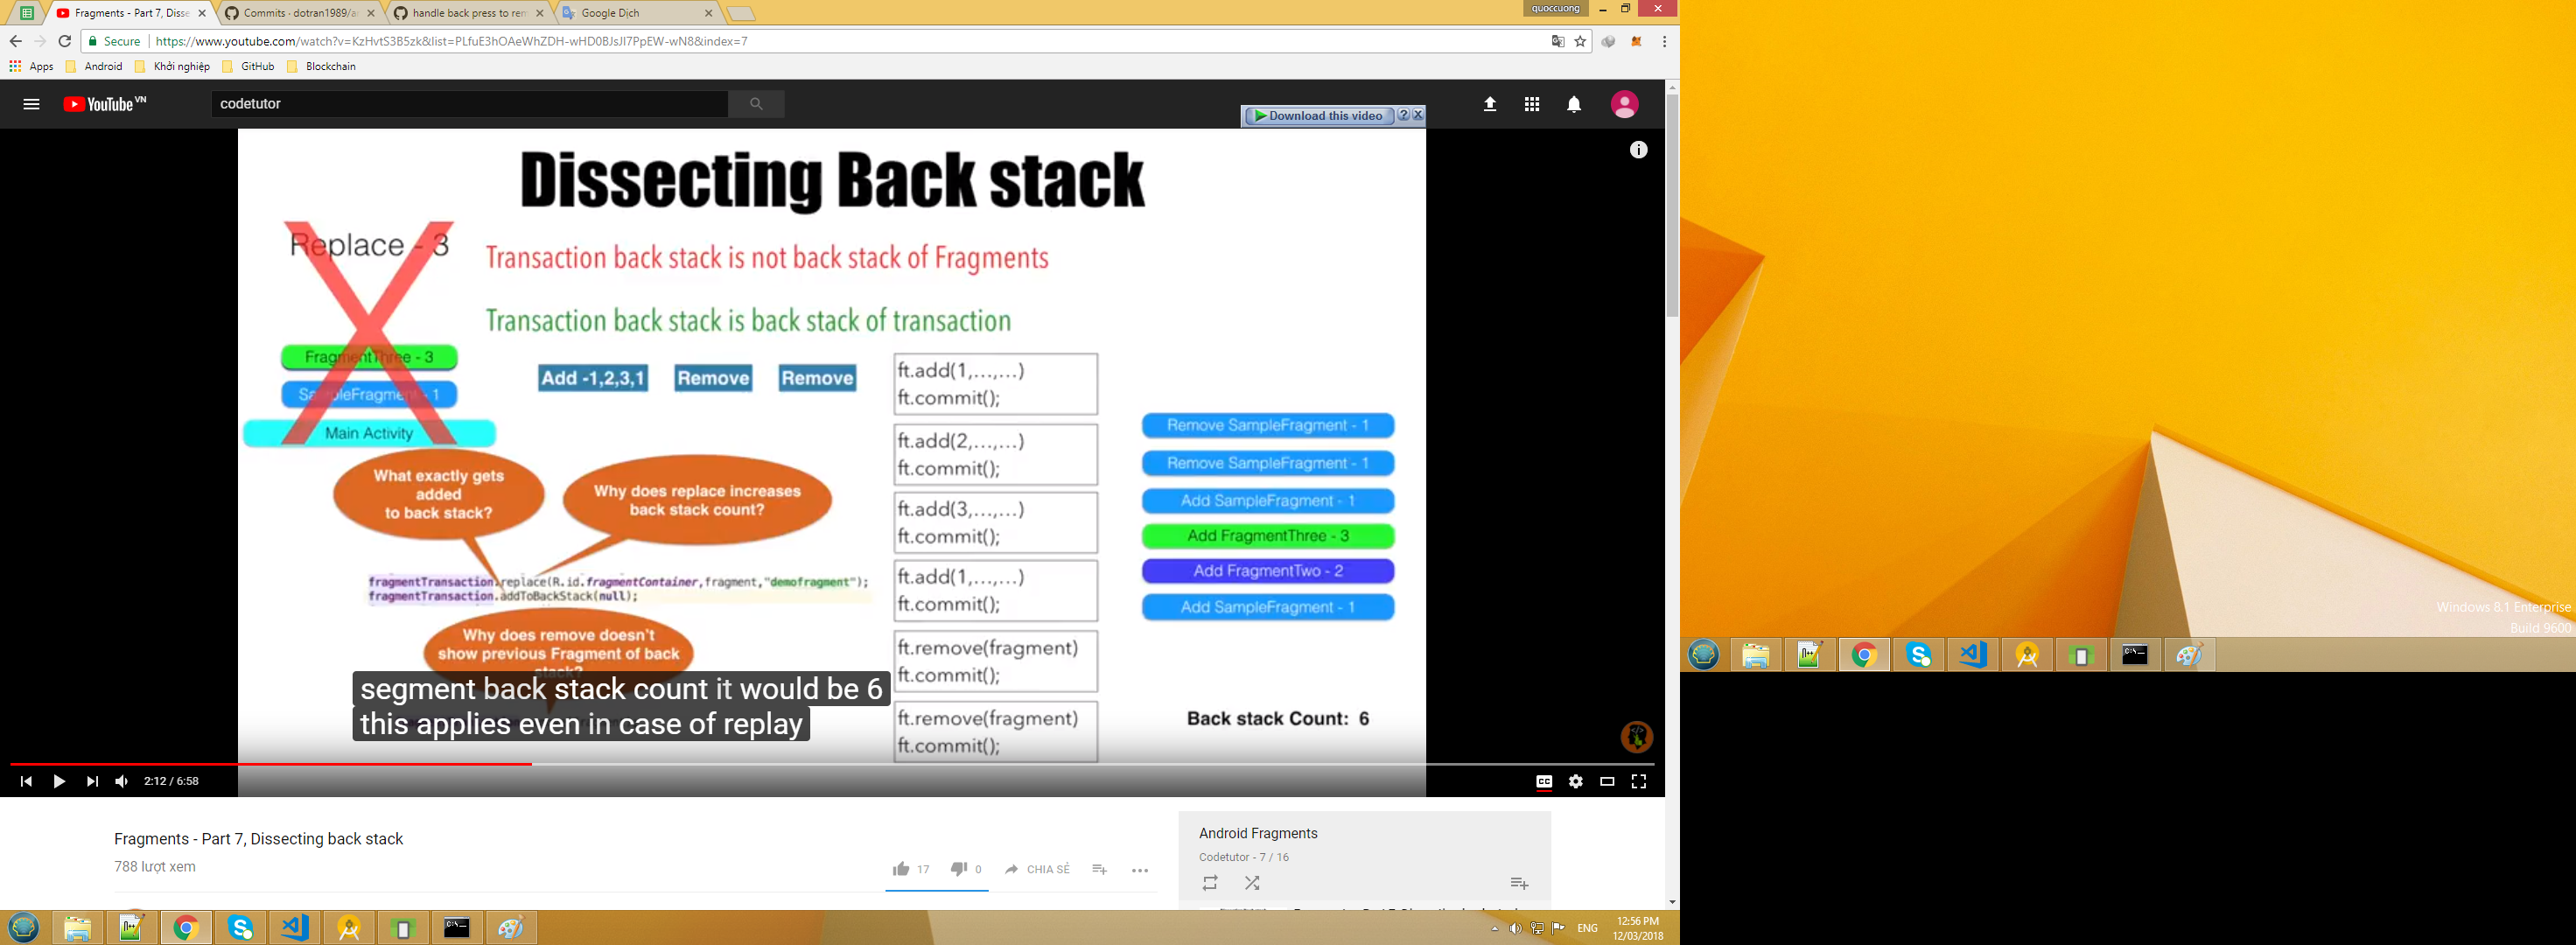 Fragments - Part 7, Disse
Commits · dotran1989/a
handle back press to rem
Google Dịch
quoccuong
Secure
https://www.youtube.com/watch?v=KzHvtS3B5zk&list=PLfuE3hOAeWhZDH-wHD0BJsJl7PpEW-wN8&index=7
Apps
Android
Khởi nghiệp
GitHub
Blockchain
YouTube VN
codetutor
Download this video
Dissecting Back stack
Replace - 3
Transaction back stack is not back stack of Fragments
Transaction back stack is back stack of transaction
FragmentThree - 3
SampleFragment - 1
Main Activity
Add -1,2,3,1
Remove
Remove
What exactly gets
added
to back stack?
Why does replace increases
back stack count?
fragmentTransaction.replace(R.id.fragmentContainer,fragment,"demofragment");
fragmentTransaction.addToBackStack(null);
Why does remove doesn't
show previous Fragment of back
stack?
ft.add(1,...,...)
ft.commit();
ft.add(2,...,...)
ft.commit();
ft.add(3,...,...)
ft.commit();
ft.add(1,...,...)
ft.commit();
ft.remove(fragment)
ft.commit();
ft.remove(fragment)
ft.commit();
Remove SampleFragment - 1
Remove SampleFragment - 1
Add SampleFragment - 1
Add FragmentThree - 3
Add FragmentTwo - 2
Add SampleFragment - 1
Back stack Count: 6
segment back stack count it would be 6
this applies even in case of replay
2:12 / 6:58
CC
Fragments - Part 7, Dissecting back stack
788 lượt xem
17
0
CHIA SẺ
Android Fragments
Codetutor - 7 / 16
ENG
12:56 PM
12/03/2018
Windows 8.1 Enterprise
Build 9600